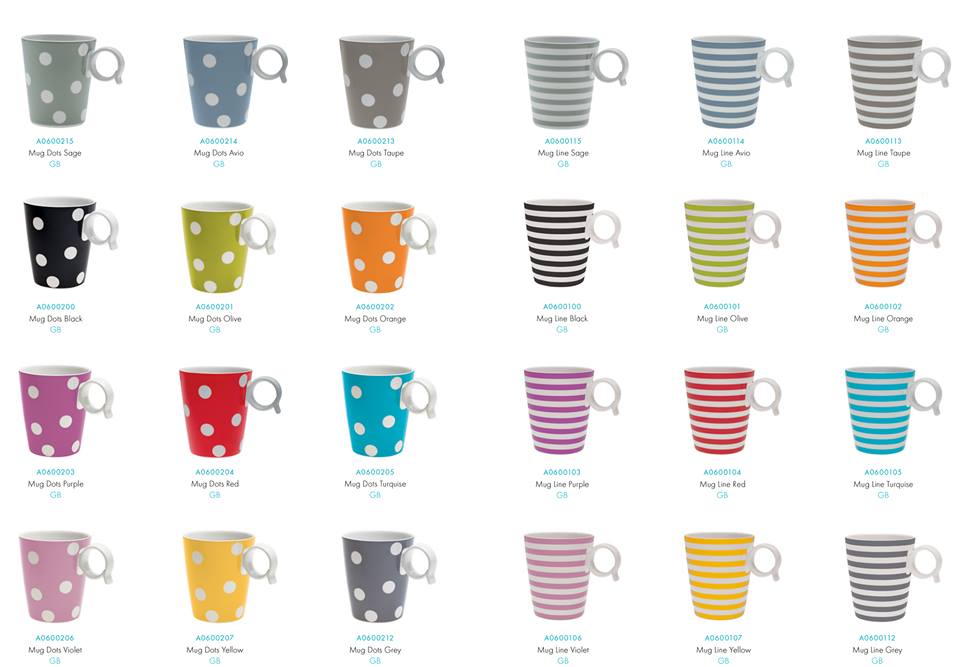 A0600215
Mug Dots Sage
GB
A0600214
Mug Dots Avio
GB
A0600213
Mug Dots Taupe
GB
A0600115
Mug Line Sage
GB
A0600114
Mug Line Avio
GB
A0600113
Mug Line Taupe
GB
A0600200
Mug Dots Black
GB
A0600201
Mug Dots Olive
GB
A0600202
Mug Dots Orange
GB
A0600100
Mug Line Black
GB
A0600101
Mug Line Olive
GB
A0600102
Mug Line Orange
GB
A0600203
Mug Dots Purple
GB
A0600204
Mug Dots Red
GB
A0600205
Mug Dots Turquise
GB
A0600103
Mug Line Purple
GB
A0600104
Mug Line Red
GB
A0600105
Mug Line Turquise
GB
A0600206
Mug Dots Violet
GB
A0600207
Mug Dots Yellow
GB
A0600212
Mug Dots Grey
GB
A0600106
Mug Line Violet
GB
A0600107
Mug Line Yellow
GB
A0600112
Mug Line Grey
GB